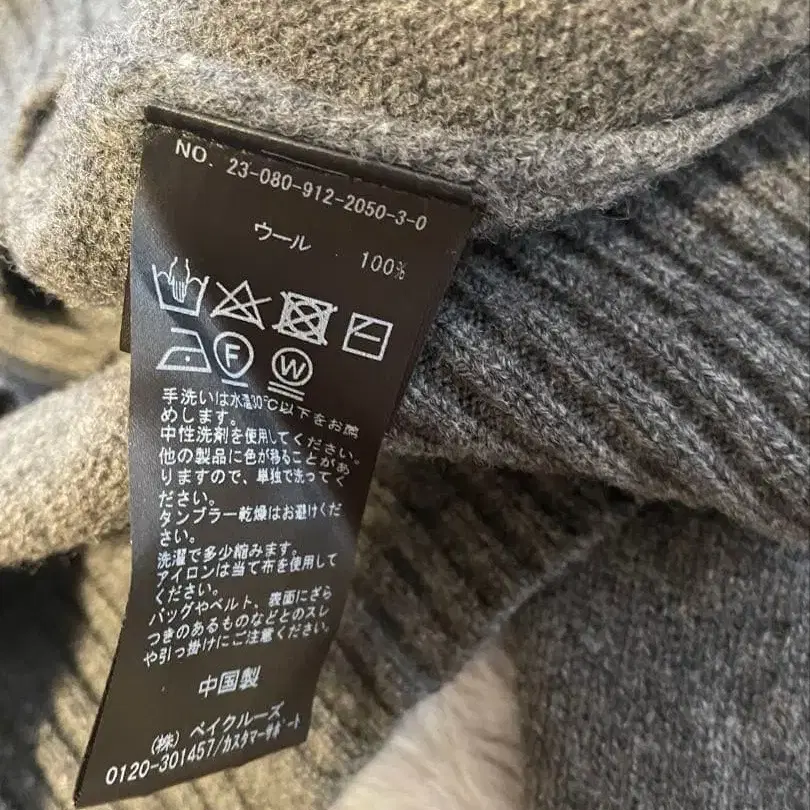 NO. 23-080-912-2050-3-0
ウール 100%
F W
手洗いは水温30℃以下をお薦
めします。
中性洗剤を使用してください。
他の製品に色が移ることがあ
りますので、単独で洗ってく
ださい。
タンブラー乾燥はお避けくだ
さい。
洗濯で多少縮みます。
アイロンは当て布を使用して
ください。
バッグやベルト、表面にざら
つきのあるものなどとのスレ
や引っ掛けにご注意ください。
中国製
(株) ベイクルーズ
0120-301457/カスタマーサポート